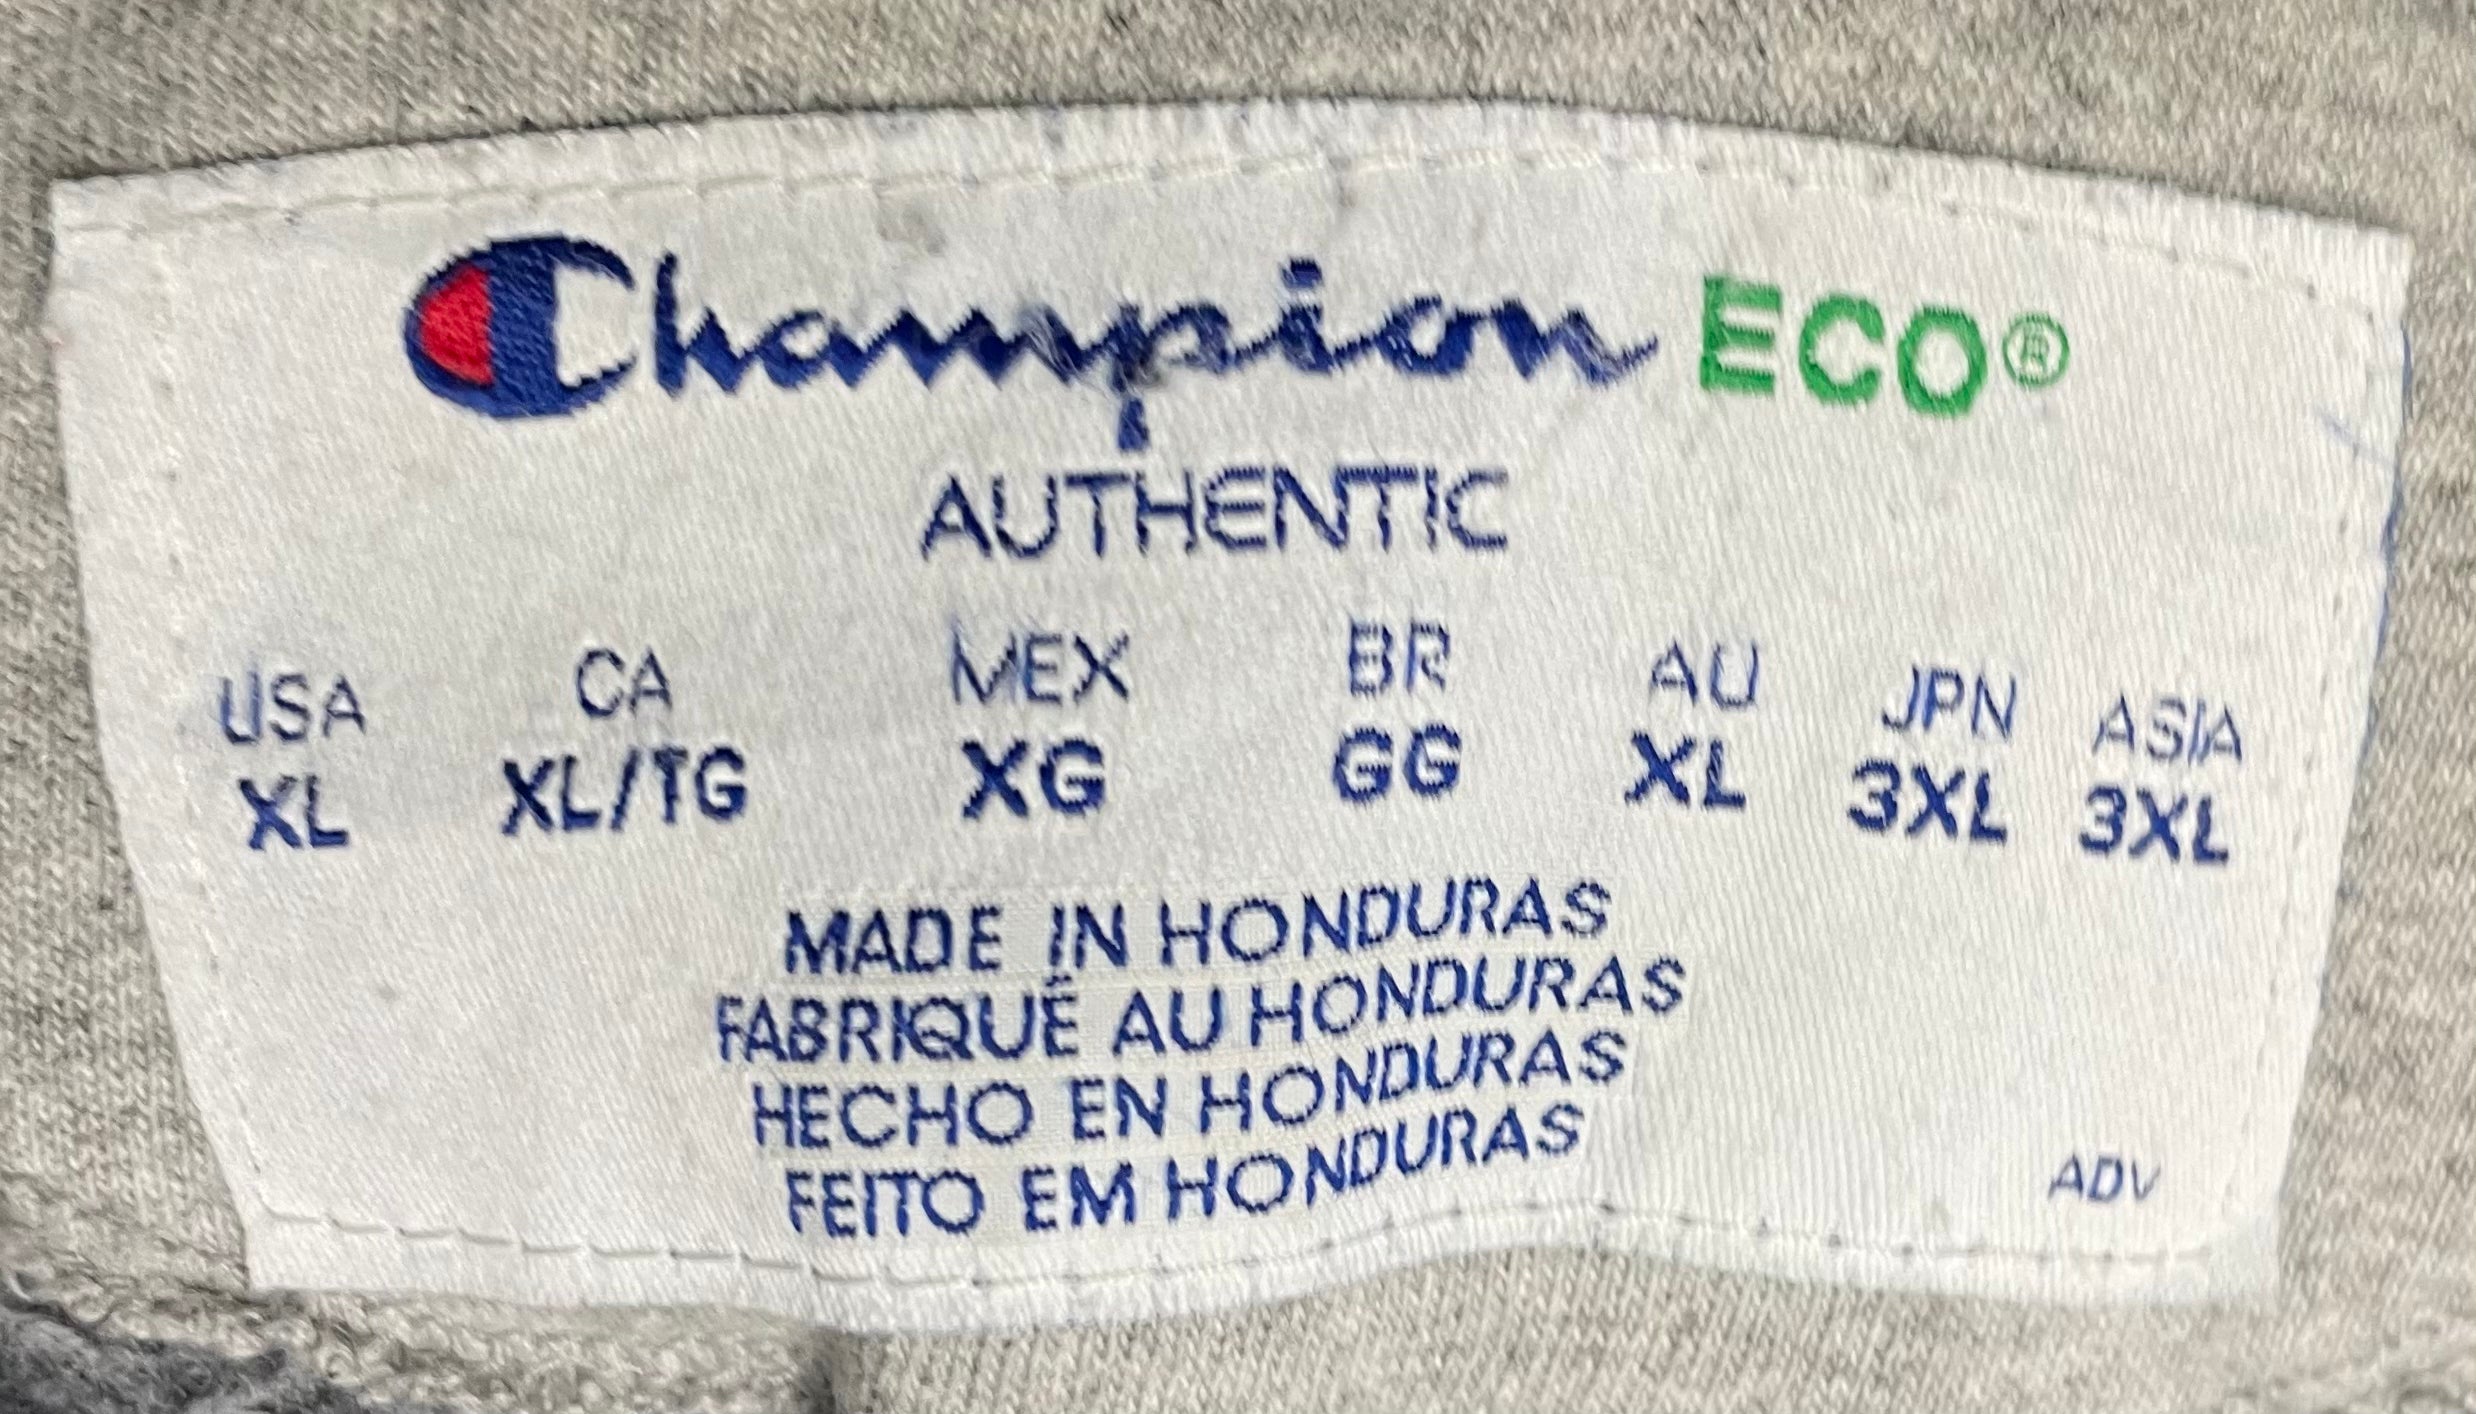 Champion ECO®
AUTHENTIC
USA CA MEX BR AU JPN ASIA
XL XL/TG XG GG XL 3XL 3XL
MADE IN HONDURAS
FABRIQUÉ AU HONDURAS
HECHO EN HONDURAS
FEITO EM HONDURAS
ADV